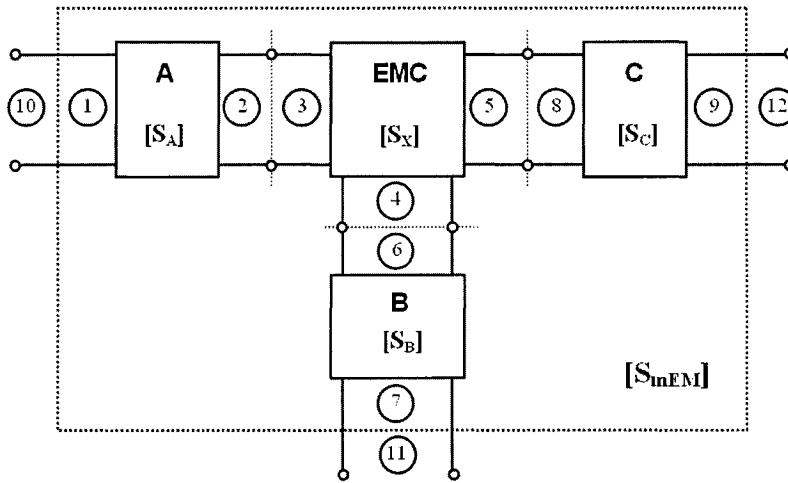 A EMC C
10 1 2 3 5 8 9 12
[S_A] [S_X] [S_C]
4
6
B
[S_B]
[S_inEM]
7
11